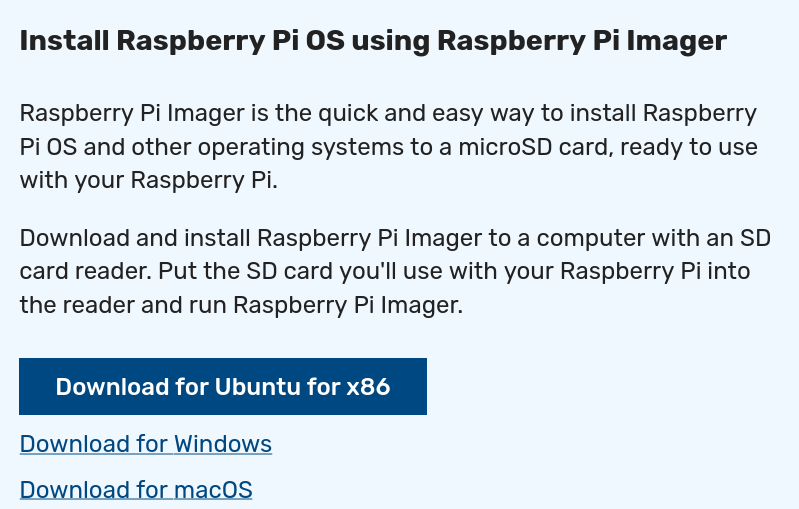 Install Raspberry Pi OS using Raspberry Pi Imager
Raspberry Pi Imager is the quick and easy way to install Raspberry
Pi OS and other operating systems to a microSD card, ready to use
with your Raspberry Pi.
Download and install Raspberry Pi Imager to a computer with an SD
card reader. Put the SD card you'll use with your Raspberry Pi into
the reader and run Raspberry Pi Imager.
Download for Ubuntu for x86
Download for Windows
Download for macOS